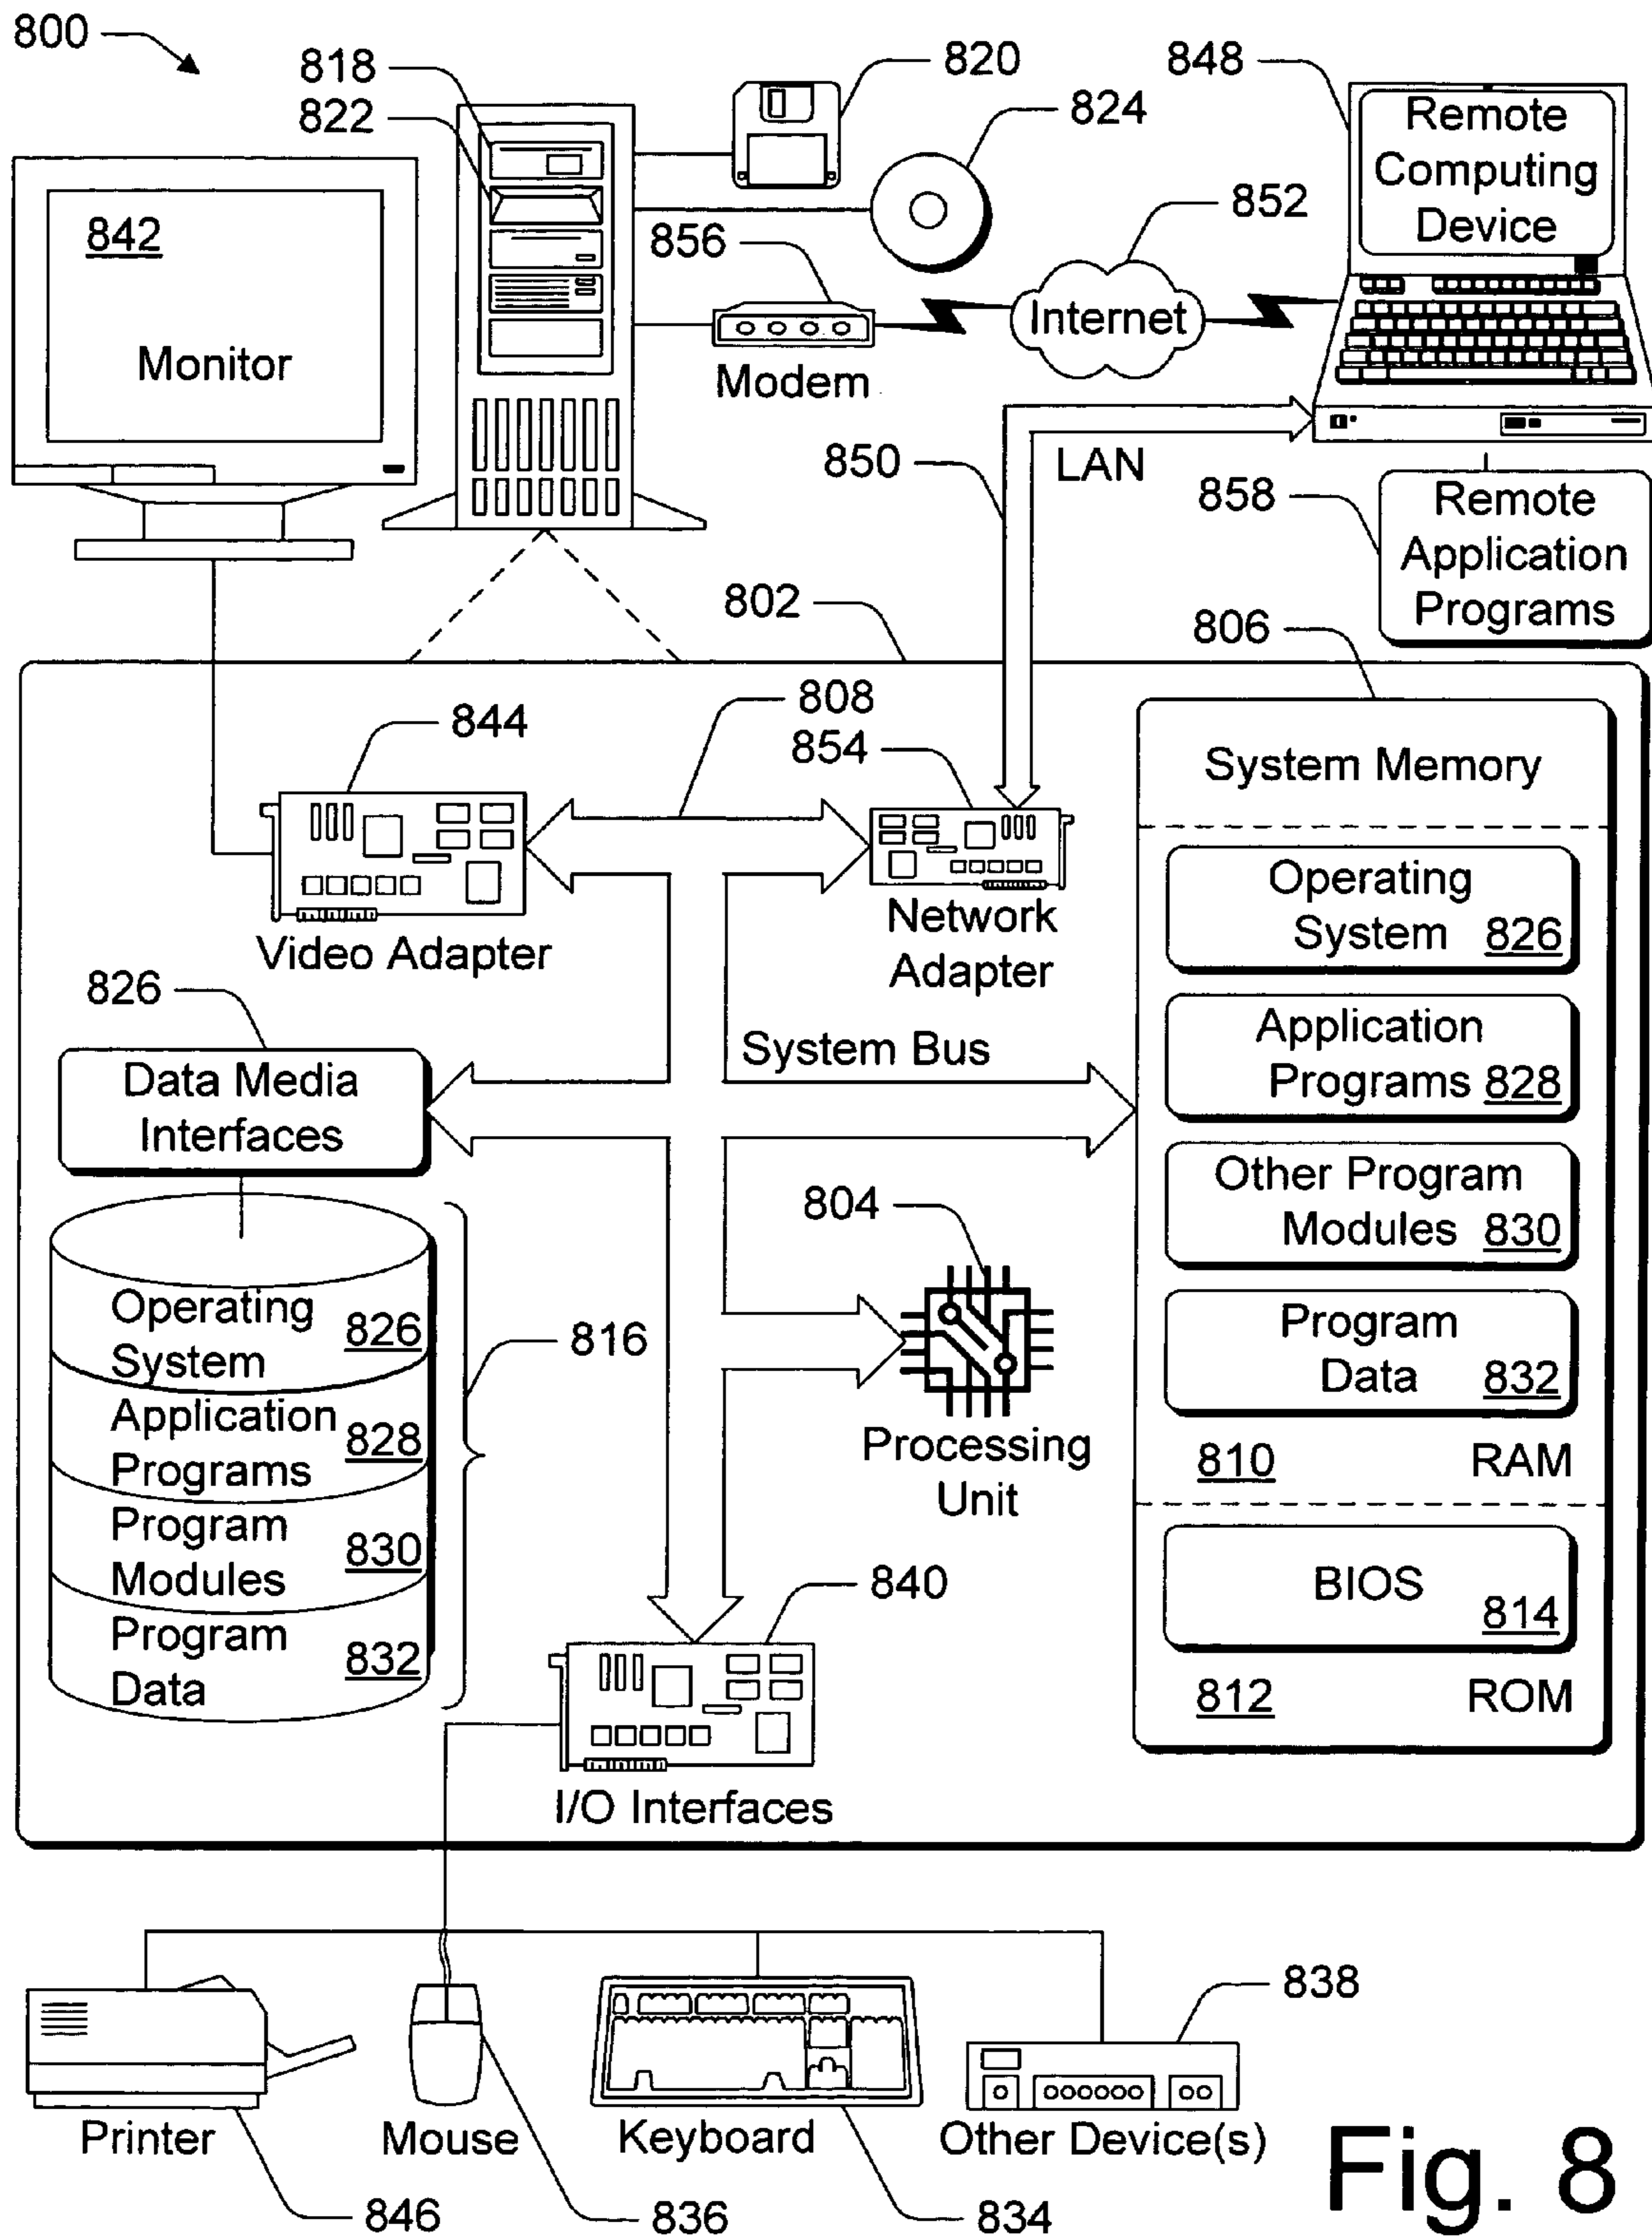 800
818
822
820
824
848
Remote
Computing
Device
842
Monitor
856
Modem
852
Internet
850
LAN
858
Remote
Application
Programs
802
806
844
808
854
Video Adapter
Network
Adapter
System Memory
Operating
System 826
Application
Programs 828
Other Program
Modules 830
Program
Data 832
810 RAM
BIOS
814
812 ROM
826
Data Media
Interfaces
System Bus
804
Processing
Unit
Operating
System 826
Application
Programs 828
Program
Modules 830
Program
Data 832
816
840
I/O Interfaces
838
Printer
Mouse
Keyboard
Other Device(s)
846
836
834
Fig. 8